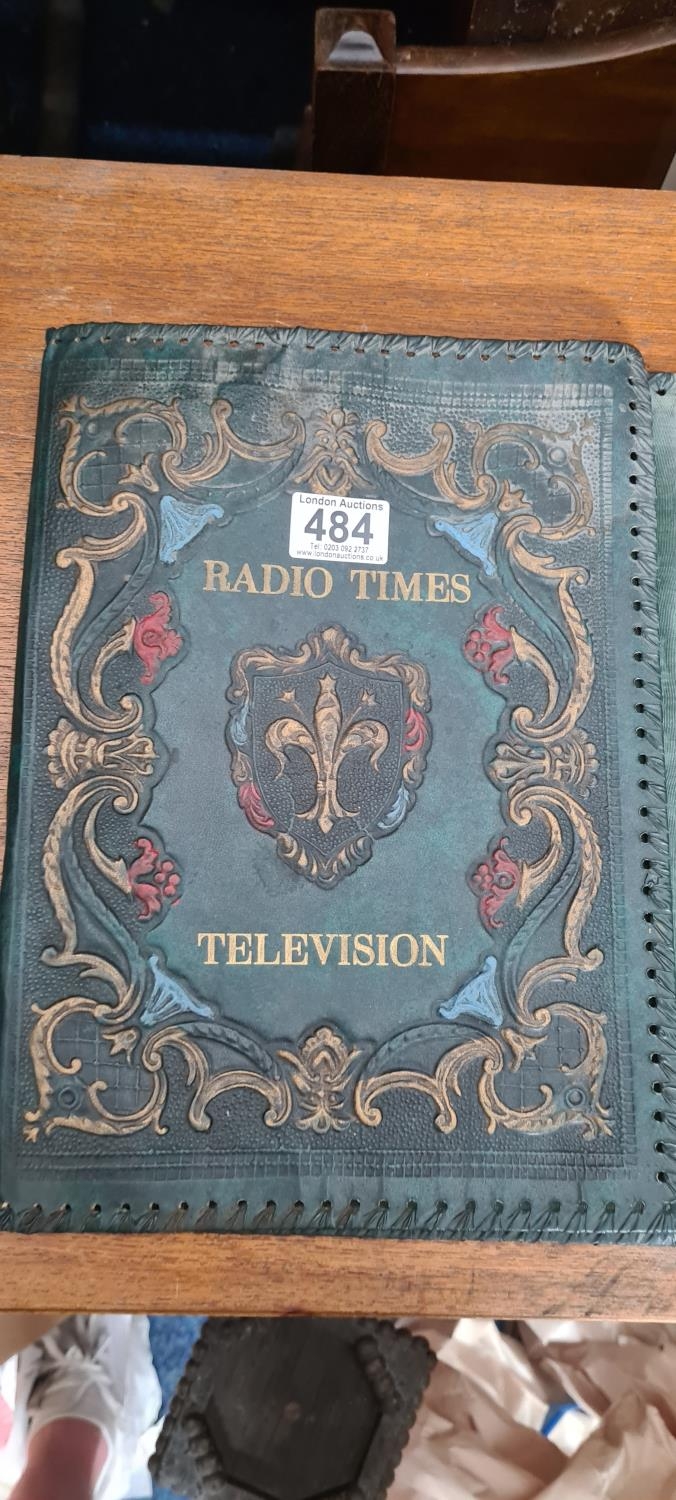 London Auctions
484
Tel: 0203 092 2737
www.londonauctions.co.uk
RADIO TIMES
TELEVISION